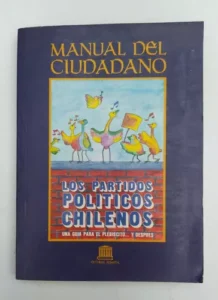 MANUAL DEL
CIUDADANO
LOS PARTIDOS
POLITICOS
CHILENOS
UNA GUIA PARA EL PLEBISCITO... Y DESPUES